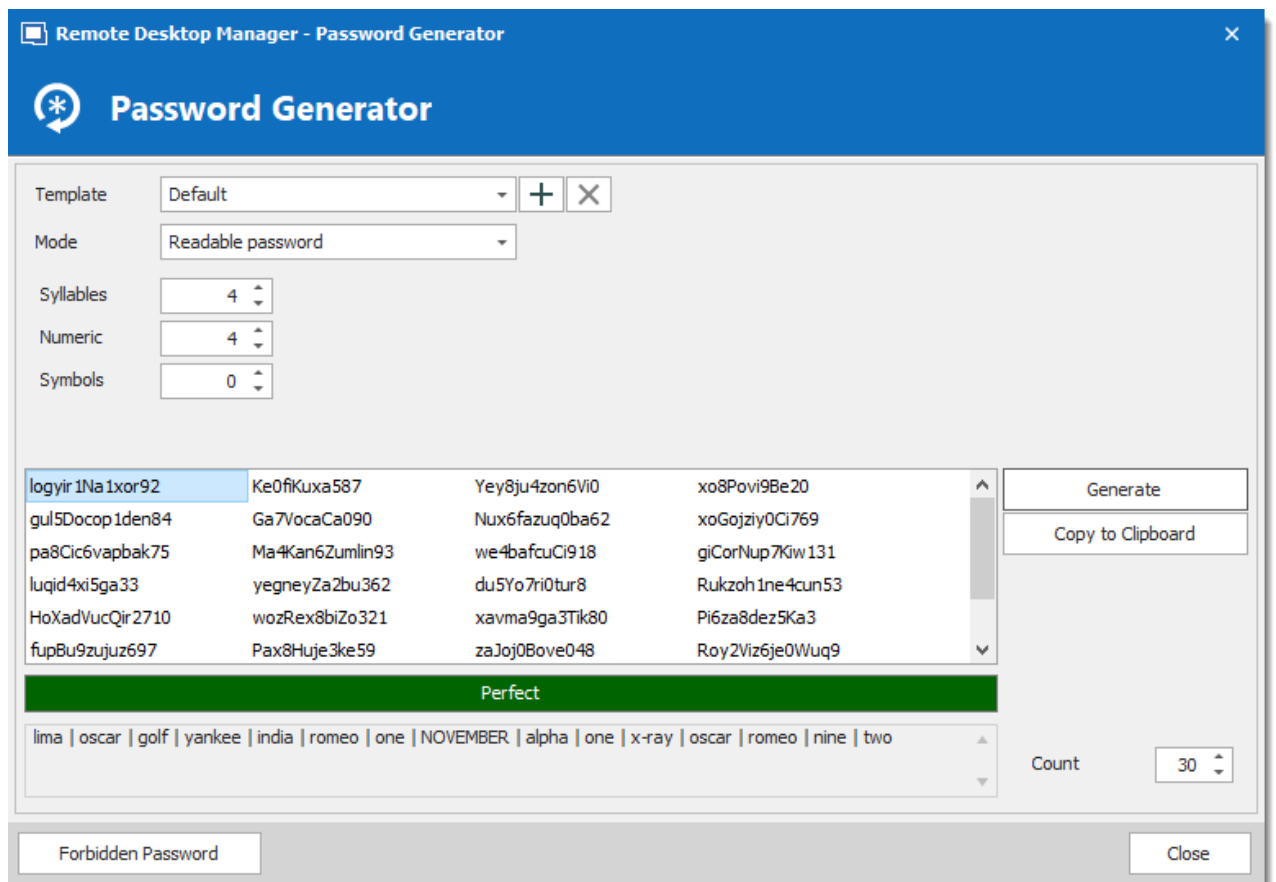 Remote Desktop Manager - Password Generator
Password Generator
Template Default
Mode Readable password
Syllables 4
Numeric 4
Symbols 0
logyir1Na1xor92 Ke0fiKuxa587 Yey8ju4zon6Vi0 xo8Povi9Be20 Generate
gul5Docop1den84 Ga7VocaCa090 Nux6fazuq0ba62 xoGojziy0Ci769 Copy to Clipboard
pa8Cic6vapbak75 Ma4Kan6Zumlin93 we4bafcuCi918 giCorNup7Kiw131
luqid4xi5ga33 yegneyZa2bu362 du5Yo7ri0tur8 Rukzoh1ne4cun53
HoXadVucQir2710 wozRex8biZo321 xavma9ga3Tik80 Pi6za8dez5Ka3
fupBu9zujuz697 Pax8Huje3ke59 zaJoj0Bove048 Roy2Viz6je0Wuq9
Perfect
lima | oscar | golf | yankee | india | romeo | one | NOVEMBER | alpha | one | x-ray | oscar | romeo | nine | two
Count 30
Forbidden Password Close